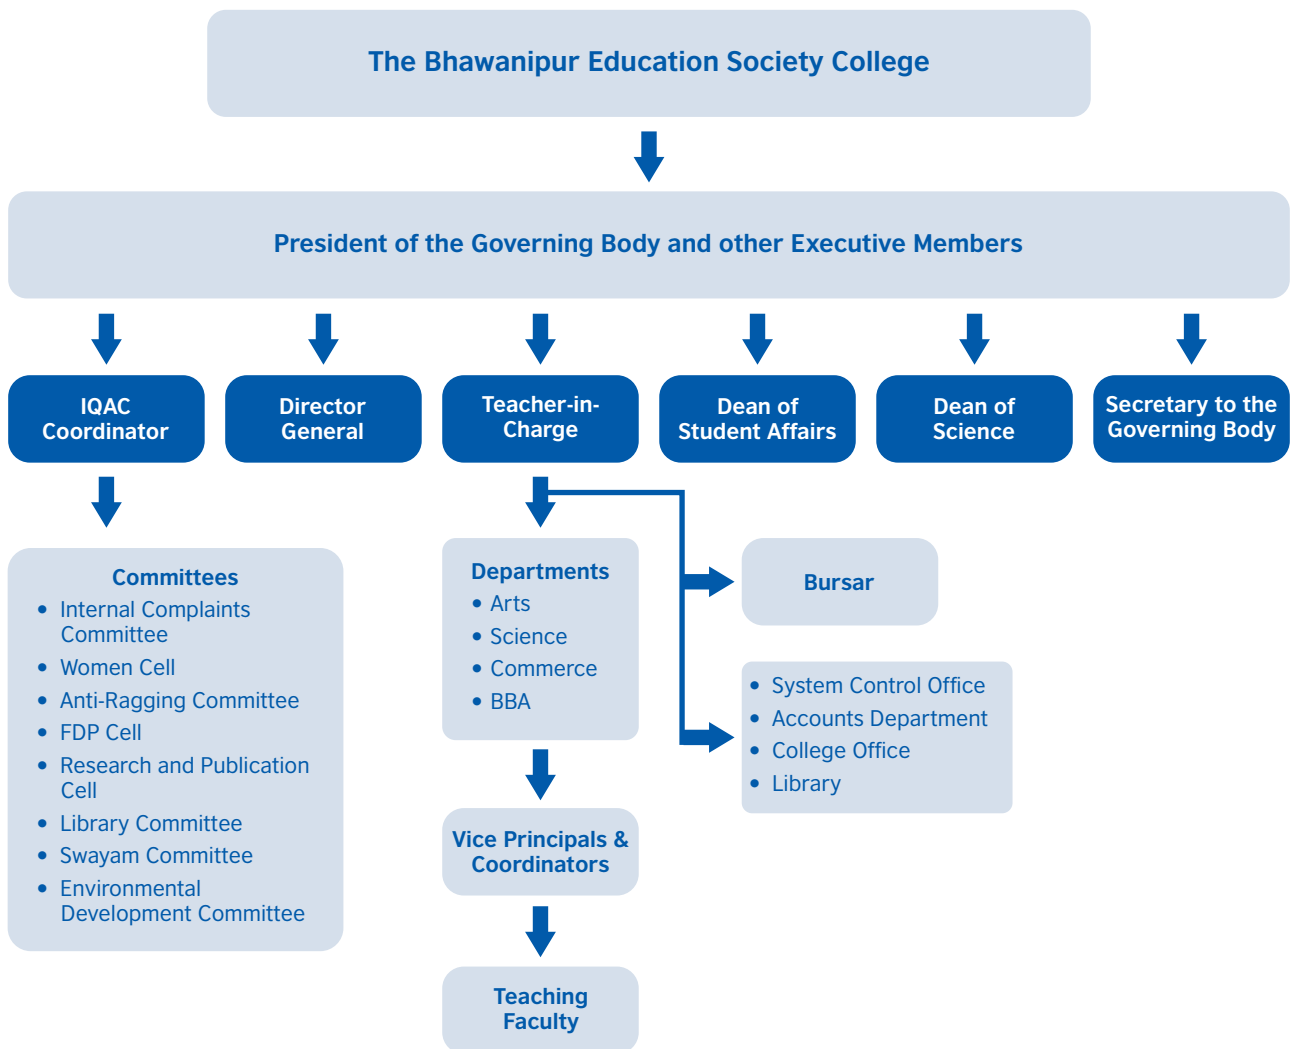 The Bhawanipur Education Society College
President of the Governing Body and other Executive Members
IQAC
Coordinator
Director
General
Teacher-in-
Charge
Dean of
Student Affairs
Dean of
Science
Secretary to the
Governing Body
Committees
• Internal Complaints
Committee
• Women Cell
• Anti-Ragging Committee
• FDP Cell
• Research and Publication
Cell
• Library Committee
• Swayam Committee
• Environmental
Development Committee
Departments
• Arts
• Science
• Commerce
• BBA
Bursar
• System Control Office
• Accounts Department
• College Office
• Library
Vice Principals &
Coordinators
Teaching
Faculty